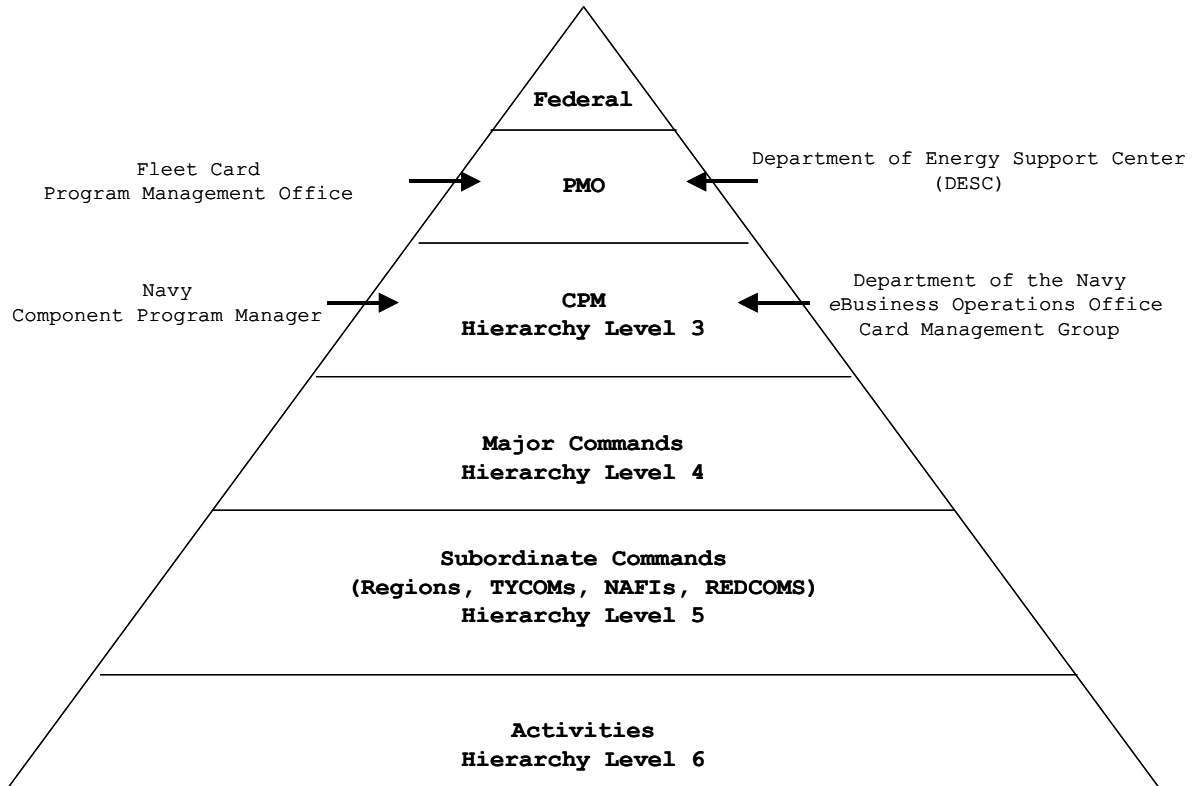 Federal
Fleet Card
Program Management Office
PMO
Department of Energy Support Center
(DESC)
Navy
Component Program Manager
CPM
Hierarchy Level 3
Department of the Navy
eBusiness Operations Office
Card Management Group
Major Commands
Hierarchy Level 4
Subordinate Commands
(Regions, TYCOMs, NAFIs, REDCOMS)
Hierarchy Level 5
Activities
Hierarchy Level 6